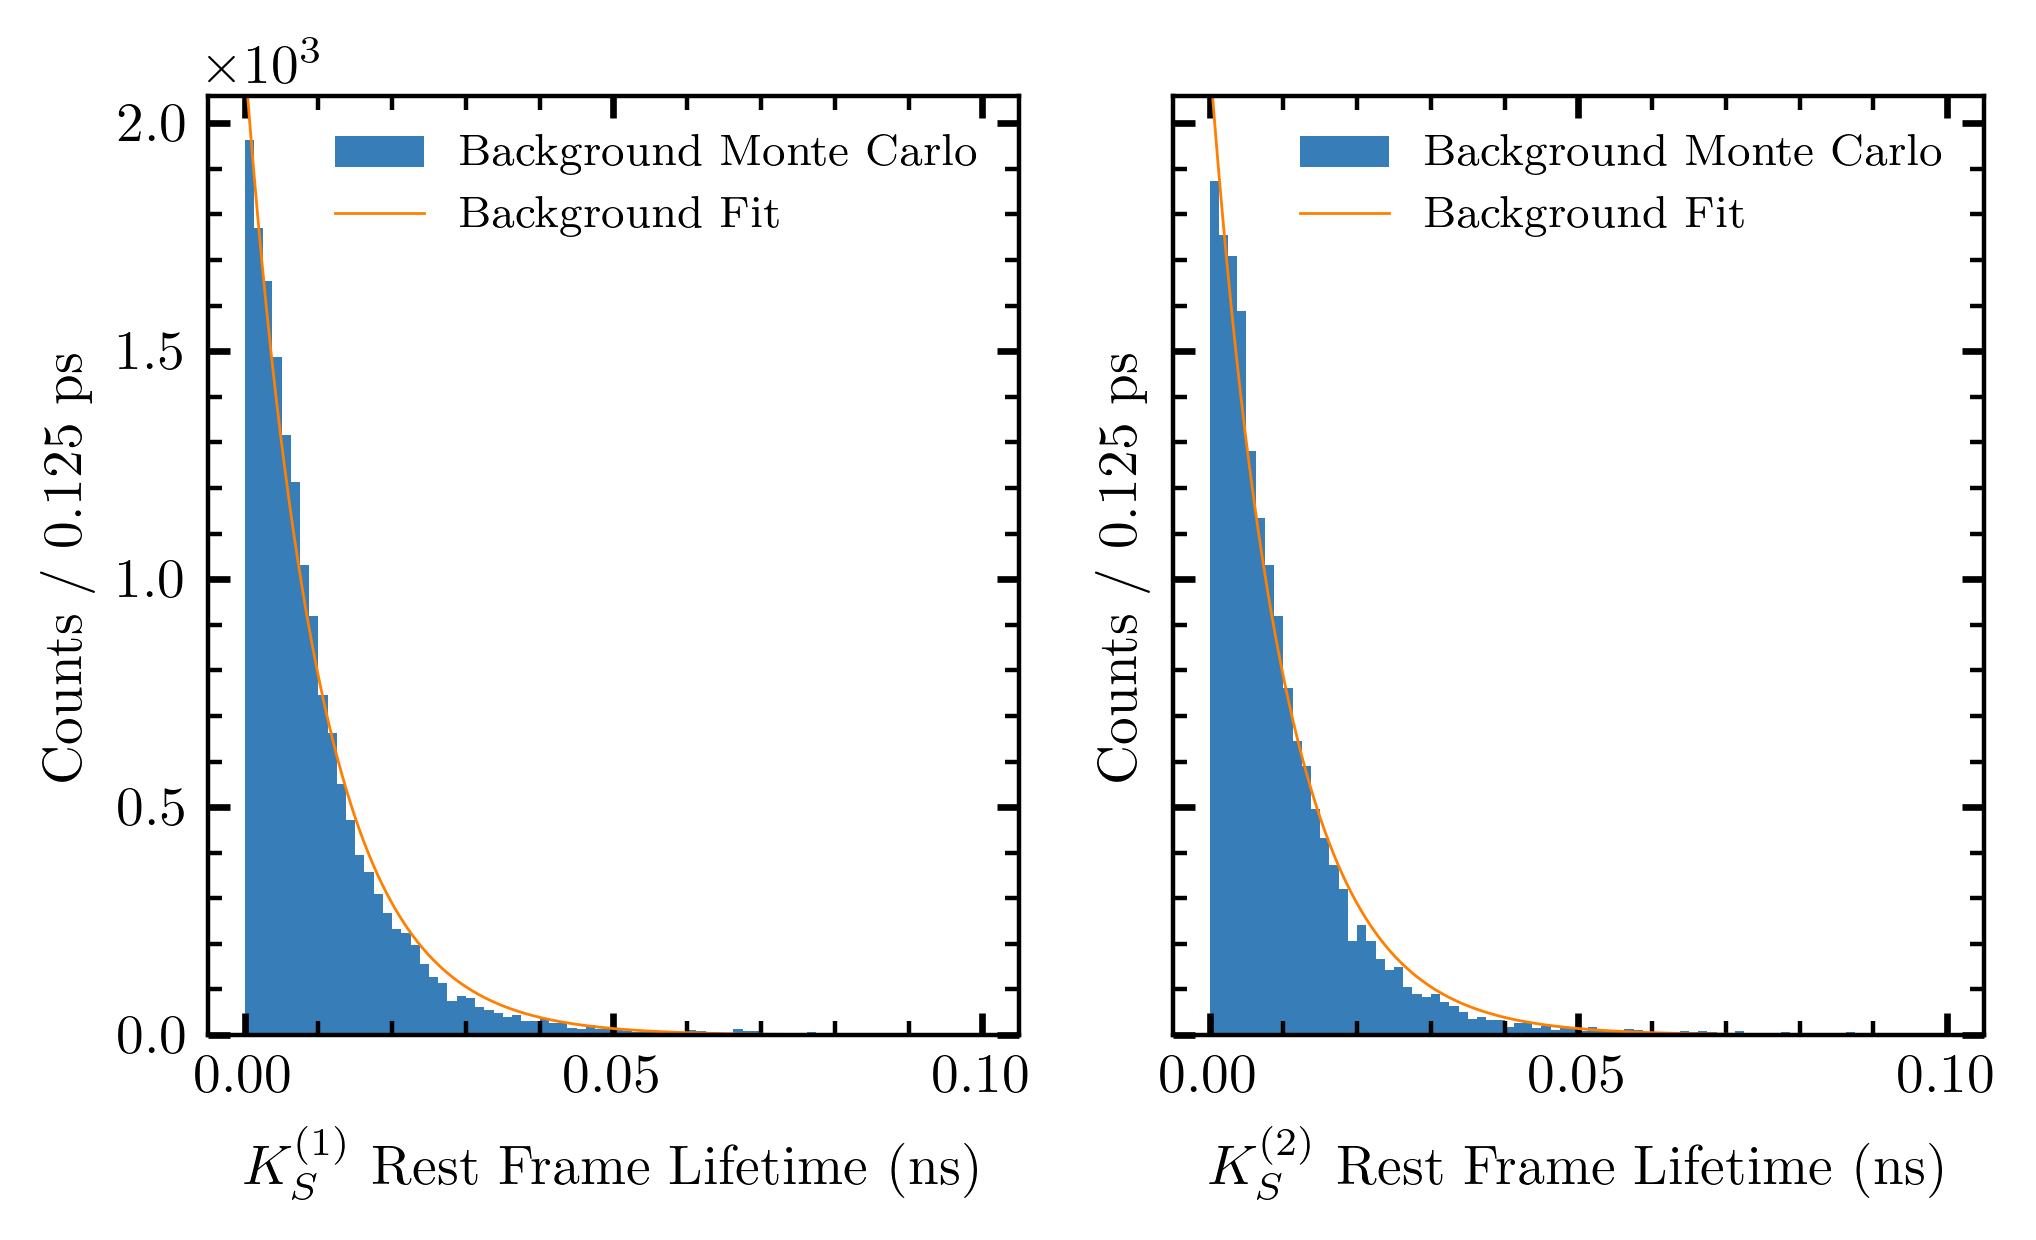 ×10³
2.0
1.5
1.0
0.5
0.0
Counts / 0.125 ps
Background Monte Carlo
Background Fit
0.00 0.05 0.10
K_S^(1) Rest Frame Lifetime (ns)
Counts / 0.125 ps
Background Monte Carlo
Background Fit
0.00 0.05 0.10
K_S^(2) Rest Frame Lifetime (ns)